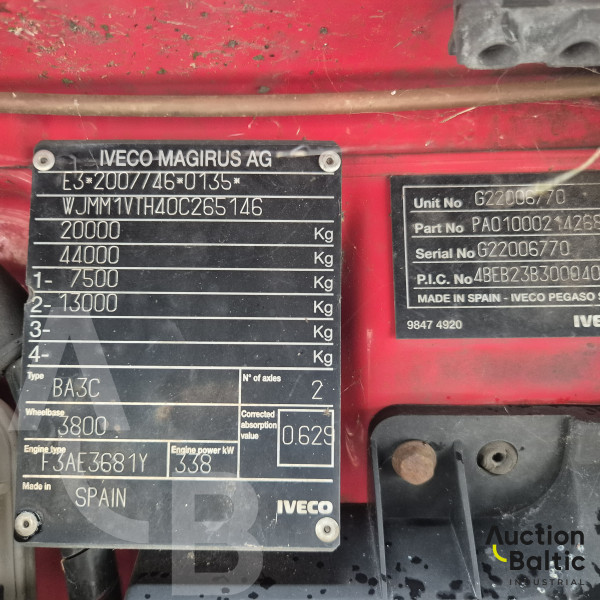 IVECO MAGIRUS AG
E3*2007/46*0135*
WJMM1VTH40C265146
20000 Kg
44000 Kg
1- 7500 Kg
2- 13000 Kg
3- Kg
4- Kg
Type BA3C
N° of axles 2
Wheelbase 3800
Corrected absorption value 0.629
Engine type F3AE3681Y
Engine power kW 338
Made in SPAIN
IVECO
Unit No G22006770
Part No PA0100021426
Serial No G22006770
P.I.C. No 4BEB23B300040
MADE IN SPAIN - IVECO PEGASO
9847 4920
IVE
AB
Auction
Baltic
INDUSTRIAL